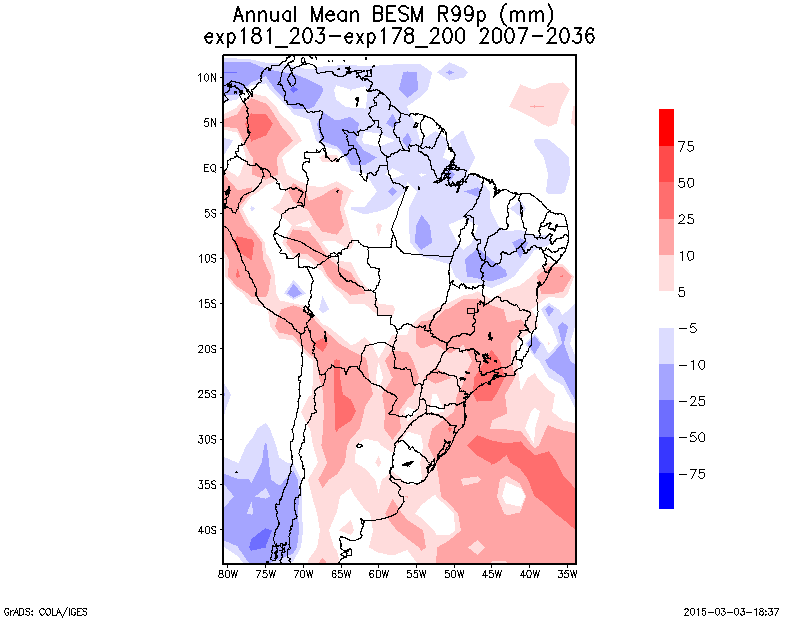 Annual Mean BESM R99p (mm)
exp181_203-exp178_200 2007-2036
10N
5N
EQ
5S
10S
15S
20S
25S
30S
35S
40S
80W 75W 70W 65W 60W 55W 50W 45W 40W 35W
75
50
25
10
5
-5
-10
-25
-50
-75
GrADS: COLA/IGES
2015-03-03-18:37